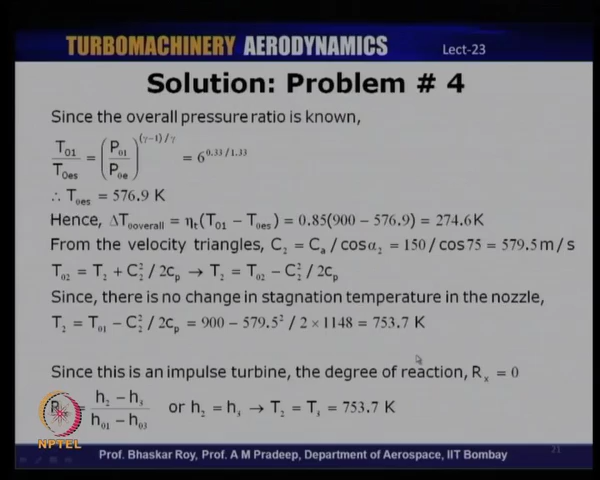 TURBOMACHINERY AERODYNAMICS Lect-23
Solution: Problem # 4
Since the overall pressure ratio is known,
T₀₁/T₀ₑₛ = (P₀₁/P₀ₑ)^((γ-1)/γ) = 6^(0.33/1.33)
∴ T₀ₑₛ = 576.9 K
Hence, ΔT₀overall = ηₜ(T₀₁ − T₀ₑₛ) = 0.85(900 − 576.9) = 274.6K
From the velocity triangles, C₂ = Cₐ / cosα₂ = 150 / cos 75 = 579.5 m / s
T₀₂ = T₂ + C₂² / 2cₚ → T₂ = T₀₂ − C₂² / 2cₚ
Since, there is no change in stagnation temperature in the nozzle,
T₂ = T₀₁ − C₂² / 2cₚ = 900 − 579.5² / 2 × 1148 = 753.7 K
Since this is an impulse turbine, the degree of reaction, Rₓ = 0
Rₓ = (h₂ − h₃)/(h₀₁ − h₀₃) or h₂ = h₃ → T₂ = T₃ = 753.7 K
NPTEL
Prof. Bhaskar Roy, Prof. A M Pradeep, Department of Aerospace, IIT Bombay
21